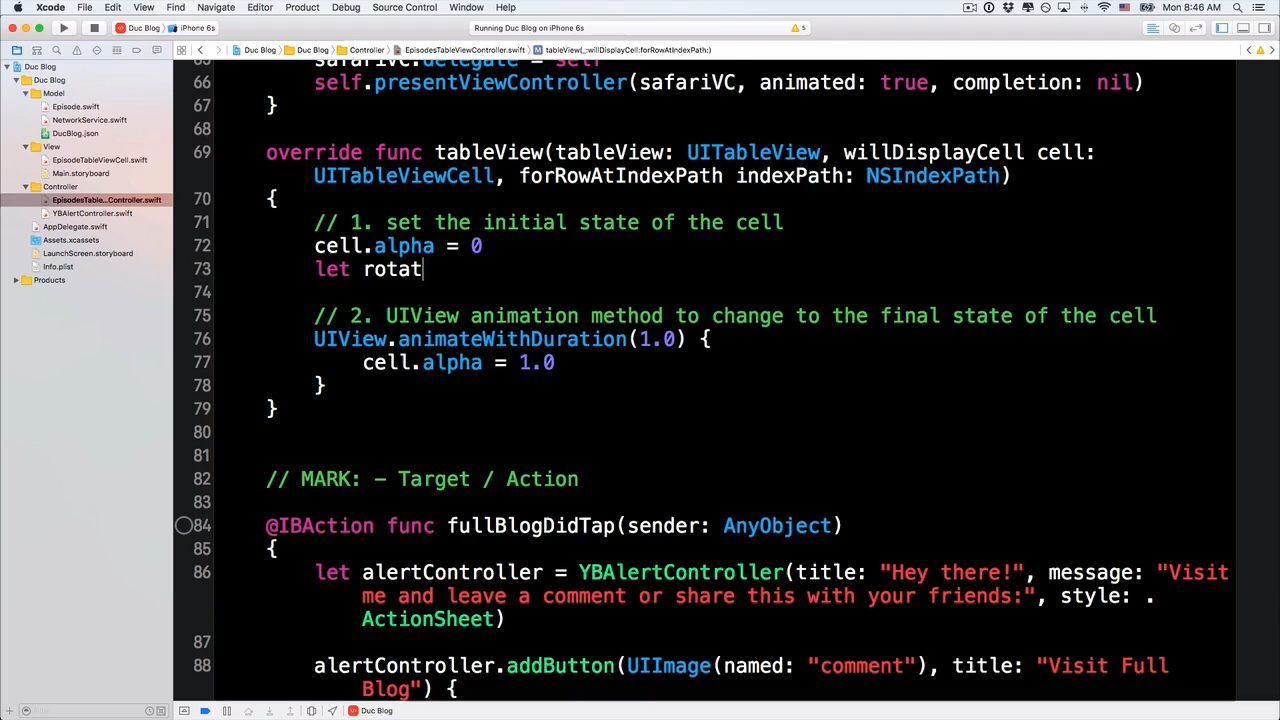 Xcode File Edit View Find Navigate Editor Product Debug Source Control Window Help Mon 8:46 AM
Duc Blog iPhone 6s Running Duc Blog on iPhone 6s 5
Duc Blog Duc Blog Controller EpisodesTableViewController.swift M tableView(_:willDisplayCell:forRowAtIndexPath:)
Duc Blog
Duc Blog
Model
Episode.swift
NetworkService.swift
DucBlog.json
View
EpisodeTableViewCell.swift
Main.storyboard
Controller
EpisodesTable...Controller.swift
YBAlertController.swift
AppDelegate.swift
Assets.xcassets
LaunchScreen.storyboard
Info.plist
Products
65 safariVC.delegate = self
66 self.presentViewController(safariVC, animated: true, completion: nil)
67 }
68
69 override func tableView(tableView: UITableView, willDisplayCell cell:
UITableViewCell, forRowAtIndexPath indexPath: NSIndexPath)
70 {
71 // 1. set the initial state of the cell
72 cell.alpha = 0
73 let rotat
74
75 // 2. UIView animation method to change to the final state of the cell
76 UIView.animateWithDuration(1.0) {
77 cell.alpha = 1.0
78 }
79 }
80
81
82 // MARK: - Target / Action
83
84 @IBAction func fullBlogDidTap(sender: AnyObject)
85 {
86 let alertController = YBAlertController(title: "Hey there!", message: "Visit
me and leave a comment or share this with your friends:", style: .
ActionSheet)
87
88 alertController.addButton(UIImage(named: "comment"), title: "Visit Full
Blog") {
Duc Blog